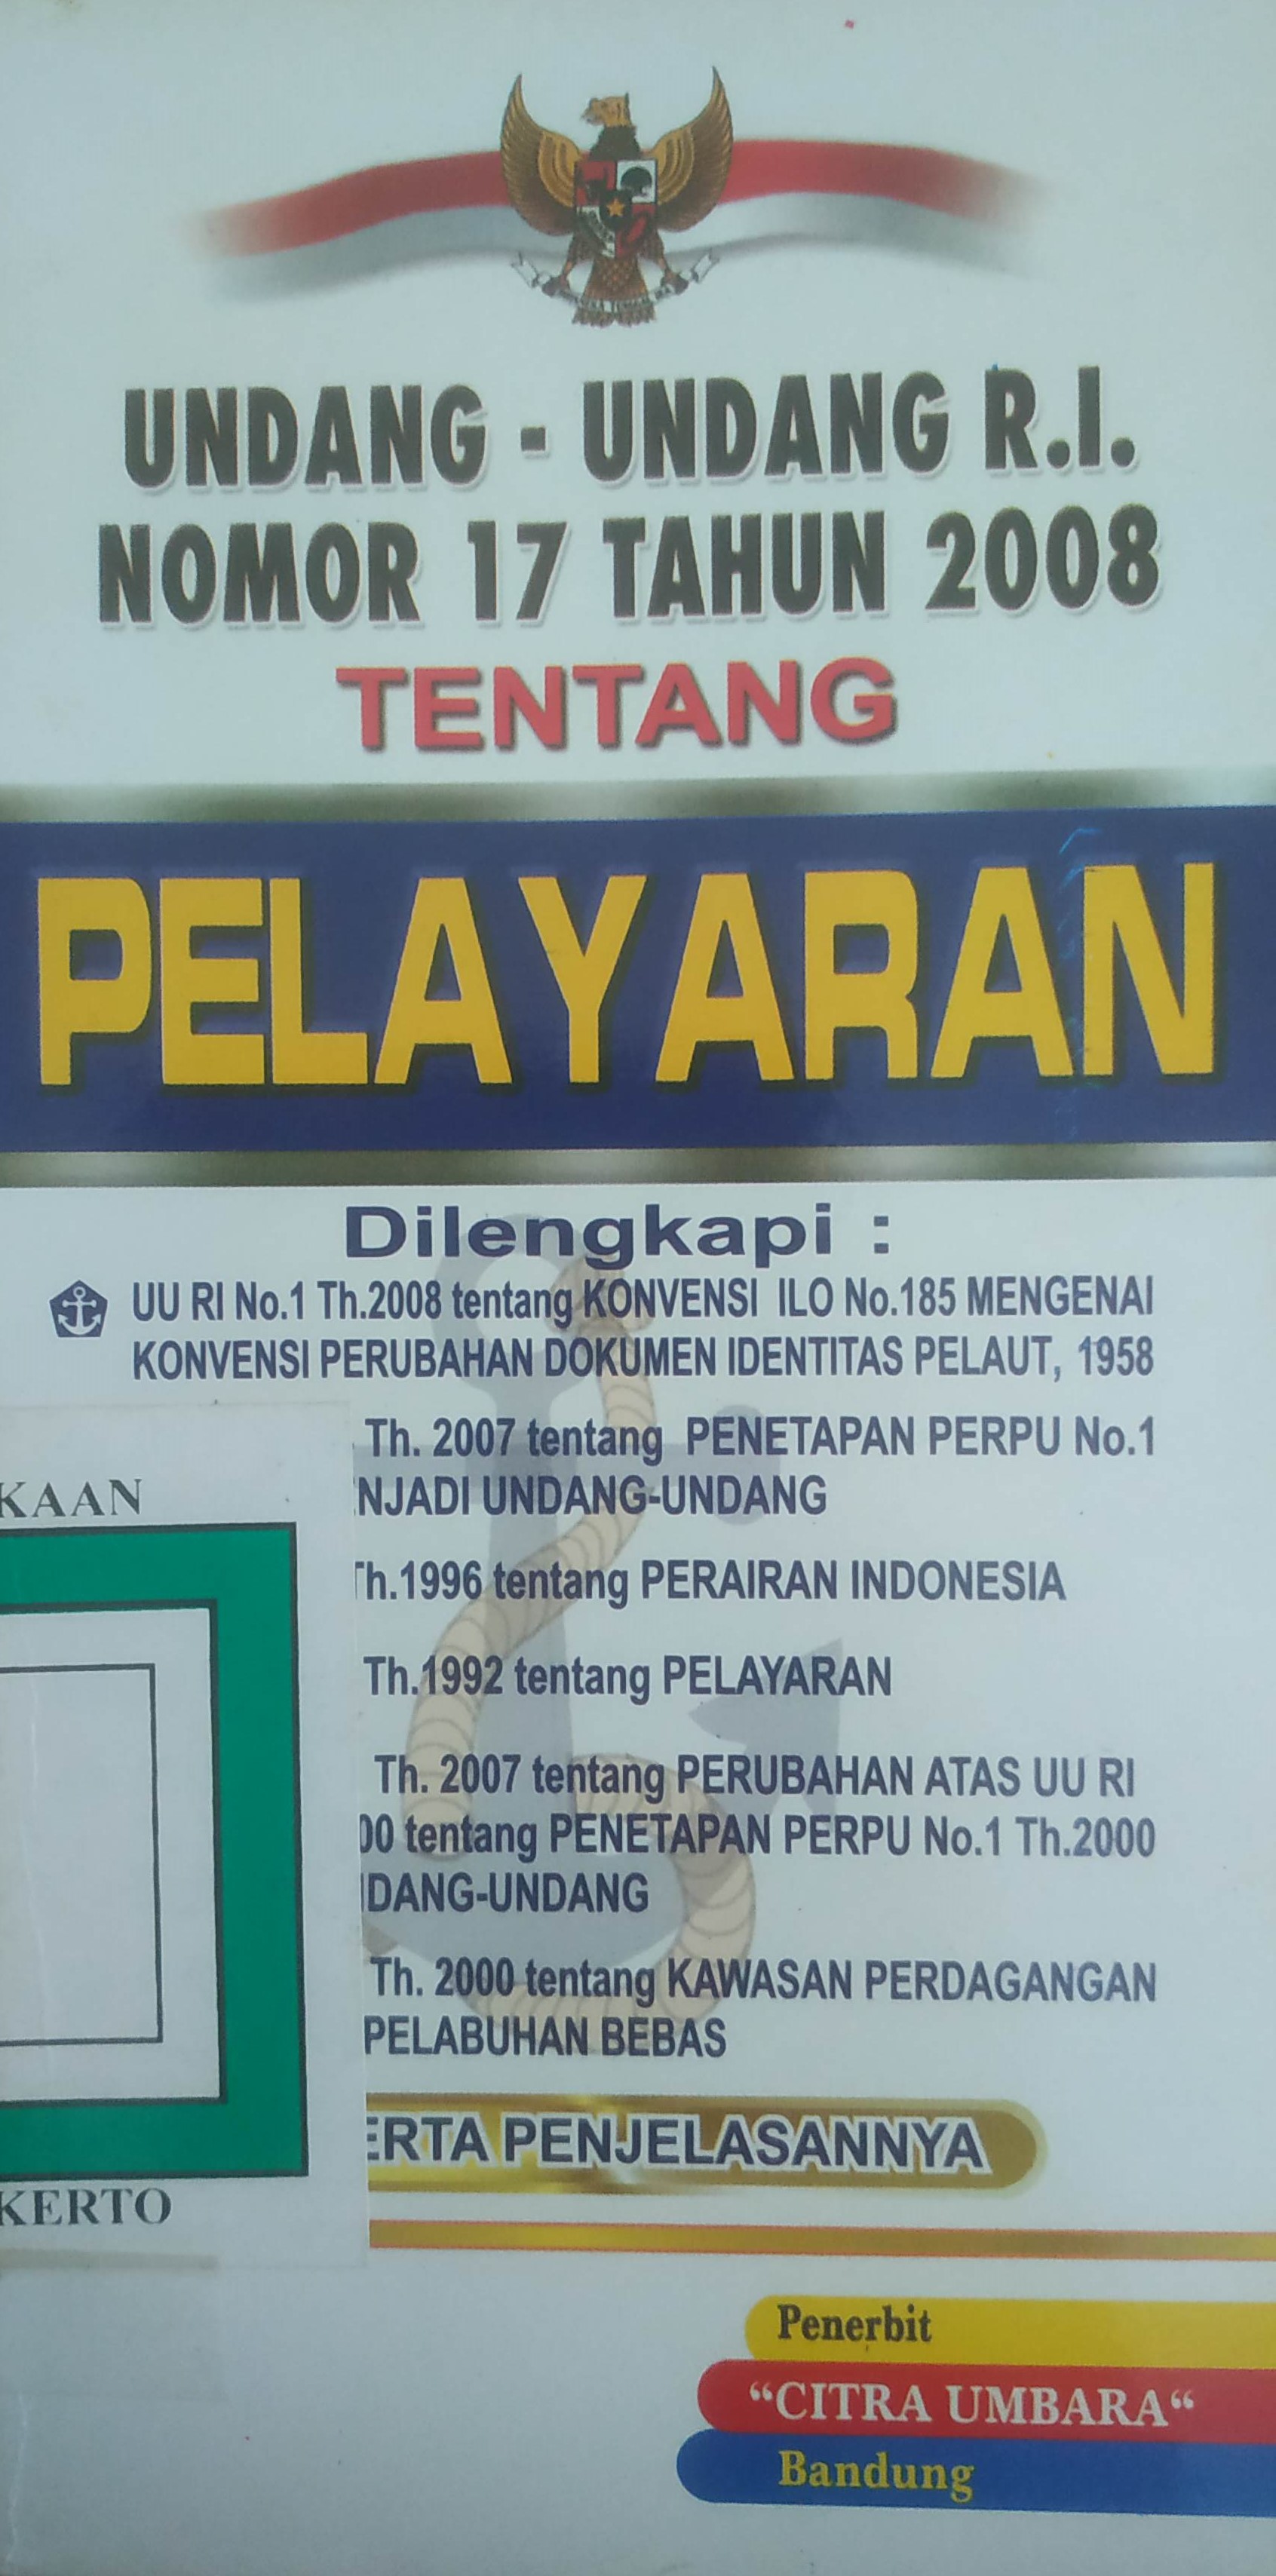 UNDANG - UNDANG R.I.
NOMOR 17 TAHUN 2008
TENTANG
PELAYARAN
Dilengkapi :
UU RI No.1 Th.2008 tentang KONVENSI ILO No.185 MENGENAI
KONVENSI PERUBAHAN DOKUMEN IDENTITAS PELAUT, 1958
Th. 2007 tentang PENETAPAN PERPU No.1
NJADI UNDANG-UNDANG
Th.1996 tentang PERAIRAN INDONESIA
Th.1992 tentang PELAYARAN
Th. 2007 tentang PERUBAHAN ATAS UU RI
00 tentang PENETAPAN PERPU No.1 Th.2000
DANG-UNDANG
Th. 2000 tentang KAWASAN PERDAGANGAN
PELABUHAN BEBAS
ERTA PENJELASANNYA
KAAN
KERTO
Penerbit
“CITRA UMBARA“
Bandung